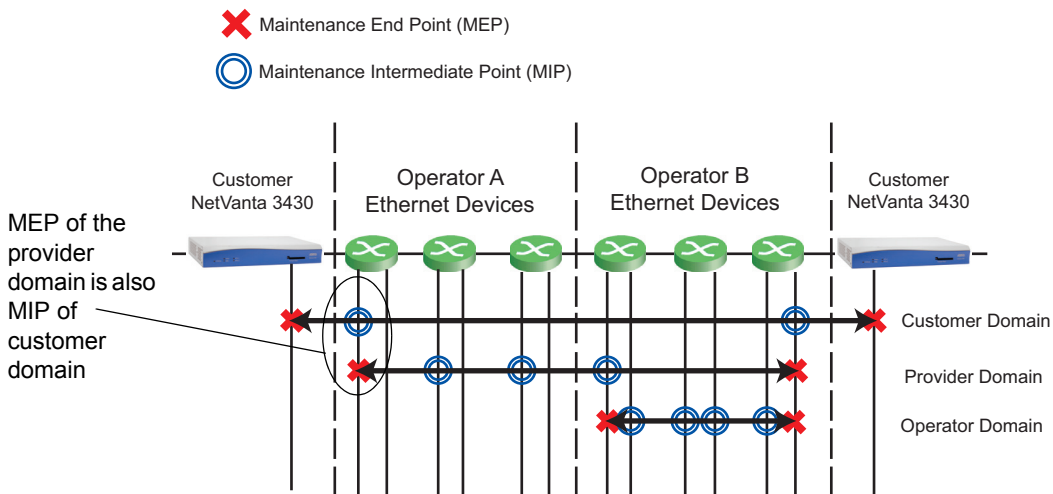 Maintenance End Point (MEP)
Maintenance Intermediate Point (MIP)
Customer
NetVanta 3430
Operator A
Ethernet Devices
Operator B
Ethernet Devices
Customer
NetVanta 3430
MEP of the
provider
domain is also
MIP of
customer
domain
Customer Domain
Provider Domain
Operator Domain